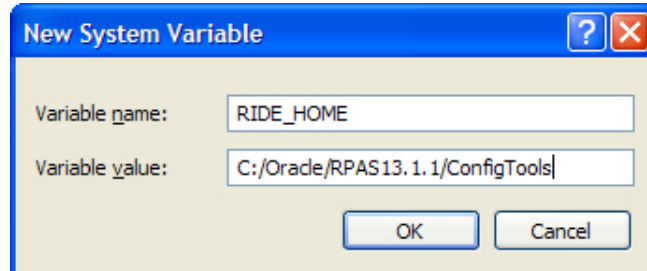 New System Variable
Variable name: RIDE_HOME
Variable value: C:/Oracle/RPAS13.1.1/ConfigTools
OK Cancel